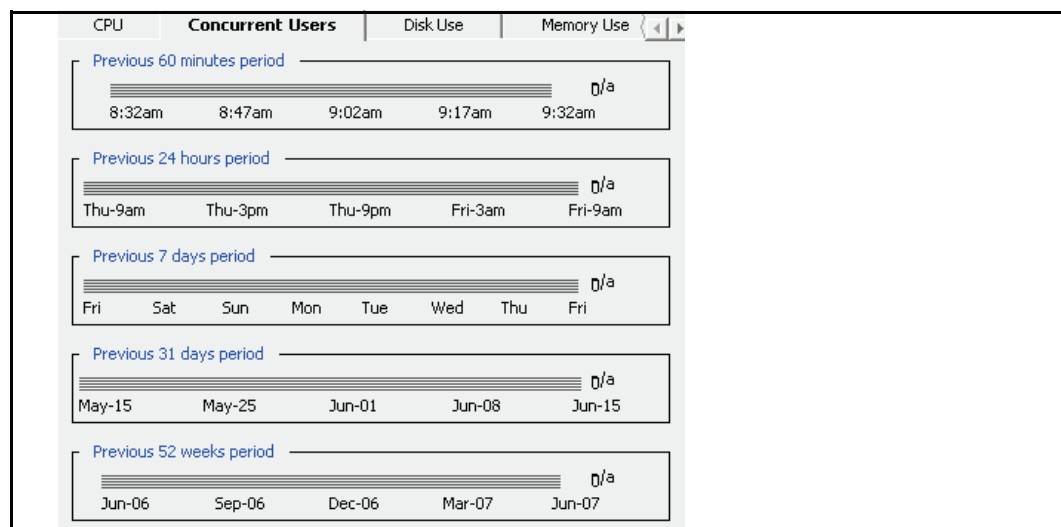 CPU Concurrent Users Disk Use Memory Use
Previous 60 minutes period
n/a
8:32am 8:47am 9:02am 9:17am 9:32am
Previous 24 hours period
n/a
Thu-9am Thu-3pm Thu-9pm Fri-3am Fri-9am
Previous 7 days period
n/a
Fri Sat Sun Mon Tue Wed Thu Fri
Previous 31 days period
n/a
May-15 May-25 Jun-01 Jun-08 Jun-15
Previous 52 weeks period
n/a
Jun-06 Sep-06 Dec-06 Mar-07 Jun-07